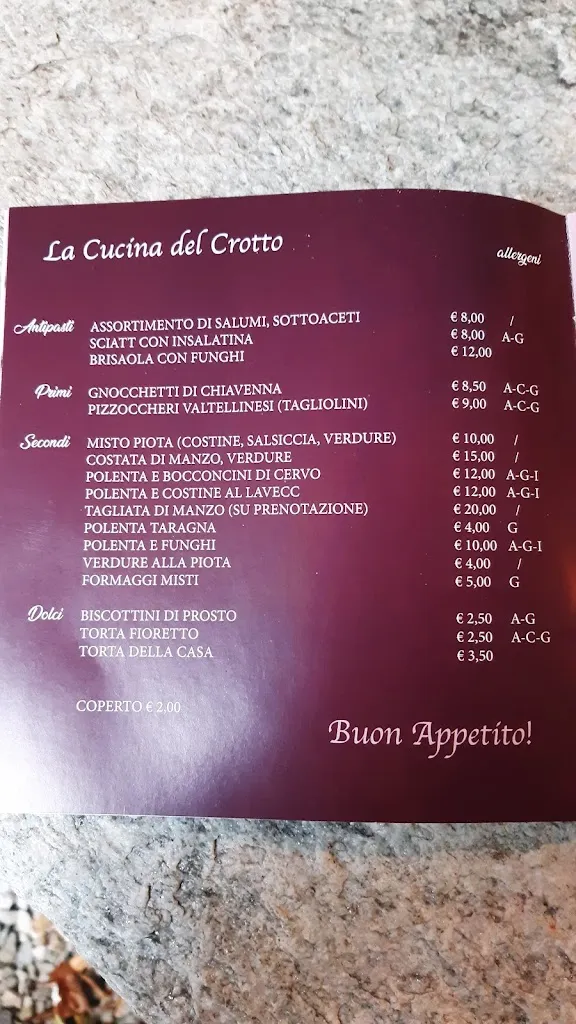 La Cucina del Crotto
allergeni
Antipasti ASSORTIMENTO DI SALUMI, SOTTOACETI € 8,00 /
SCIATT CON INSALATINA € 8,00 A-G
BRISAOLA CON FUNGHI € 12,00
Primi GNOCCHETTI DI CHIAVENNA € 8,50 A-C-G
PIZZOCCHERI VALTELLINESI (TAGLIOLINI) € 9,00 A-C-G
Secondi MISTO PIOTA (COSTINE, SALSICCIA, VERDURE) € 10,00 /
COSTATA DI MANZO, VERDURE € 15,00 /
POLENTA E BOCCONCINI DI CERVO € 12,00 A-G-I
POLENTA E COSTINE AL LAVECC € 12,00 A-G-I
TAGLIATA DI MANZO (SU PRENOTAZIONE) € 20,00 /
POLENTA TARAGNA € 4,00 G
POLENTA E FUNGHI € 10,00 A-G-I
VERDURE ALLA PIOTA € 4,00 /
FORMAGGI MISTI € 5,00 G
Dolci BISCOTTINI DI PROSTO € 2,50 A-G
TORTA FIORETTO € 2,50 A-C-G
TORTA DELLA CASA € 3,50
COPERTO € 2.00
Buon Appetito!